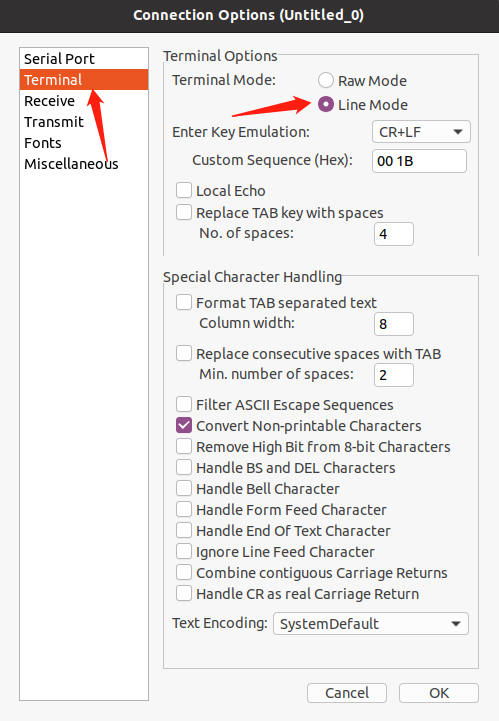 Connection Options (Untitled_0)
Serial Port
Terminal
Receive
Transmit
Fonts
Miscellaneous
Terminal Options
Terminal Mode: Raw Mode
Line Mode
Enter Key Emulation: CR+LF
Custom Sequence (Hex): 00 1B
Local Echo
Replace TAB key with spaces
No. of spaces: 4
Special Character Handling
Format TAB separated text
Column width: 8
Replace consecutive spaces with TAB
Min. number of spaces: 2
Filter ASCII Escape Sequences
Convert Non-printable Characters
Remove High Bit from 8-bit Characters
Handle BS and DEL Characters
Handle Bell Character
Handle Form Feed Character
Handle End Of Text Character
Ignore Line Feed Character
Combine contiguous Carriage Returns
Handle CR as real Carriage Return
Text Encoding: SystemDefault
Cancel OK